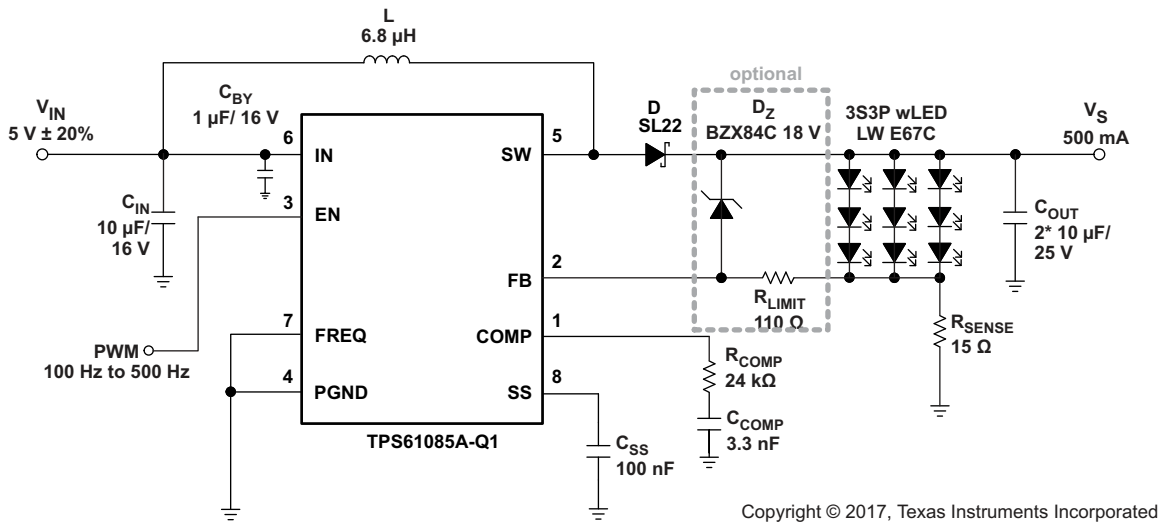 L
6.8 µH
optional
V_IN
5 V ± 20%
C_BY
1 µF/ 16 V
D
SL22
D_Z
BZX84C 18 V
3S3P wLED
LW E67C
V_S
500 mA
6
IN
5
SW
C_IN
10 µF/
16 V
3
EN
C_OUT
2* 10 µF/
25 V
2
FB
R_LIMIT
110 Ω
7
FREQ
1
COMP
R_SENSE
15 Ω
PWM
100 Hz to 500 Hz
R_COMP
24 kΩ
4
PGND
8
SS
C_COMP
3.3 nF
TPS61085A-Q1
C_SS
100 nF
Copyright © 2017, Texas Instruments Incorporated